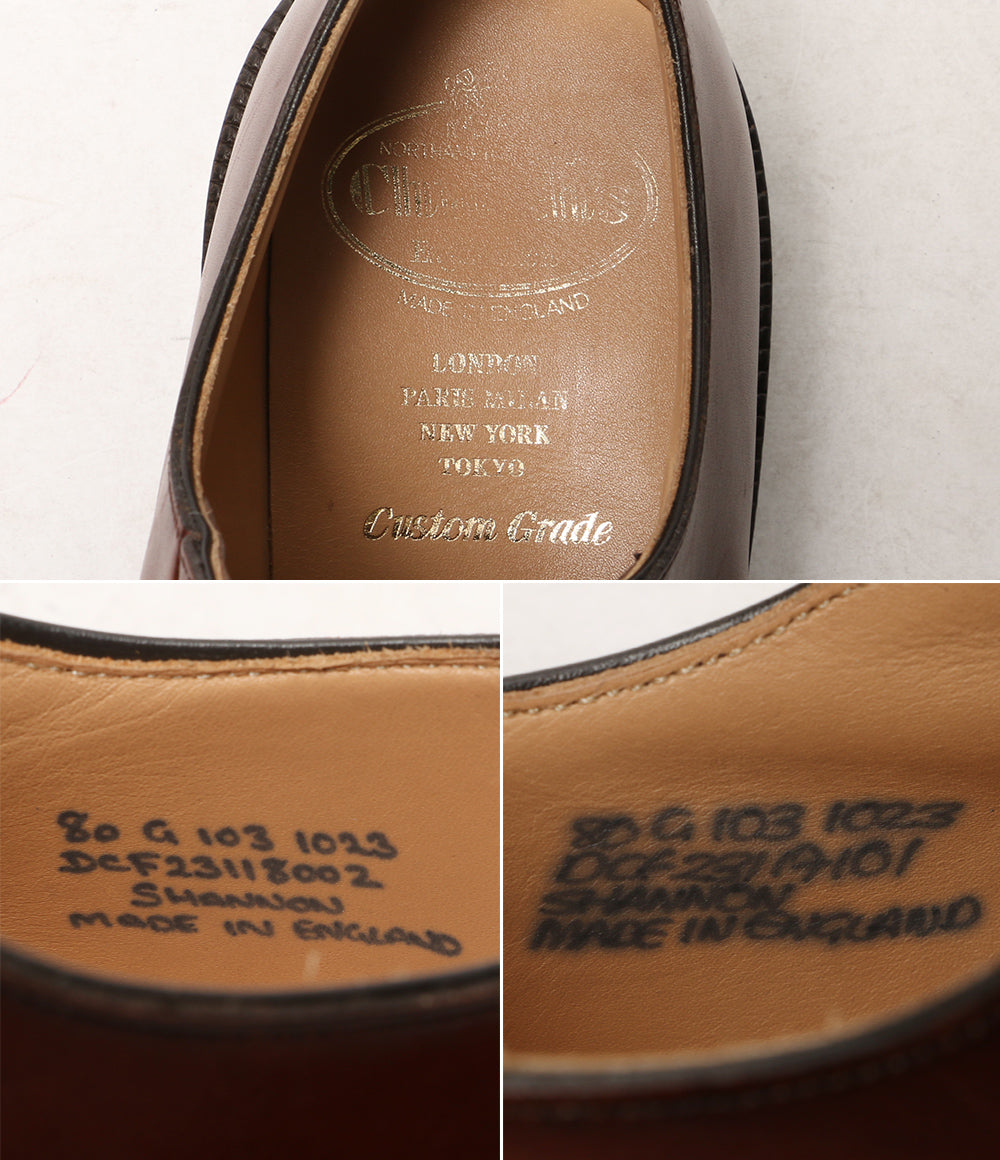 MADE IN ENGLAND
LONDON
PARIS MILAN
NEW YORK
TOKYO
Custom Grade
80 G 103 1023
DCF23118002
SHANNON
MADE IN ENGLAND
80 G 103 1023
SHANNON
MADE IN ENGLAND